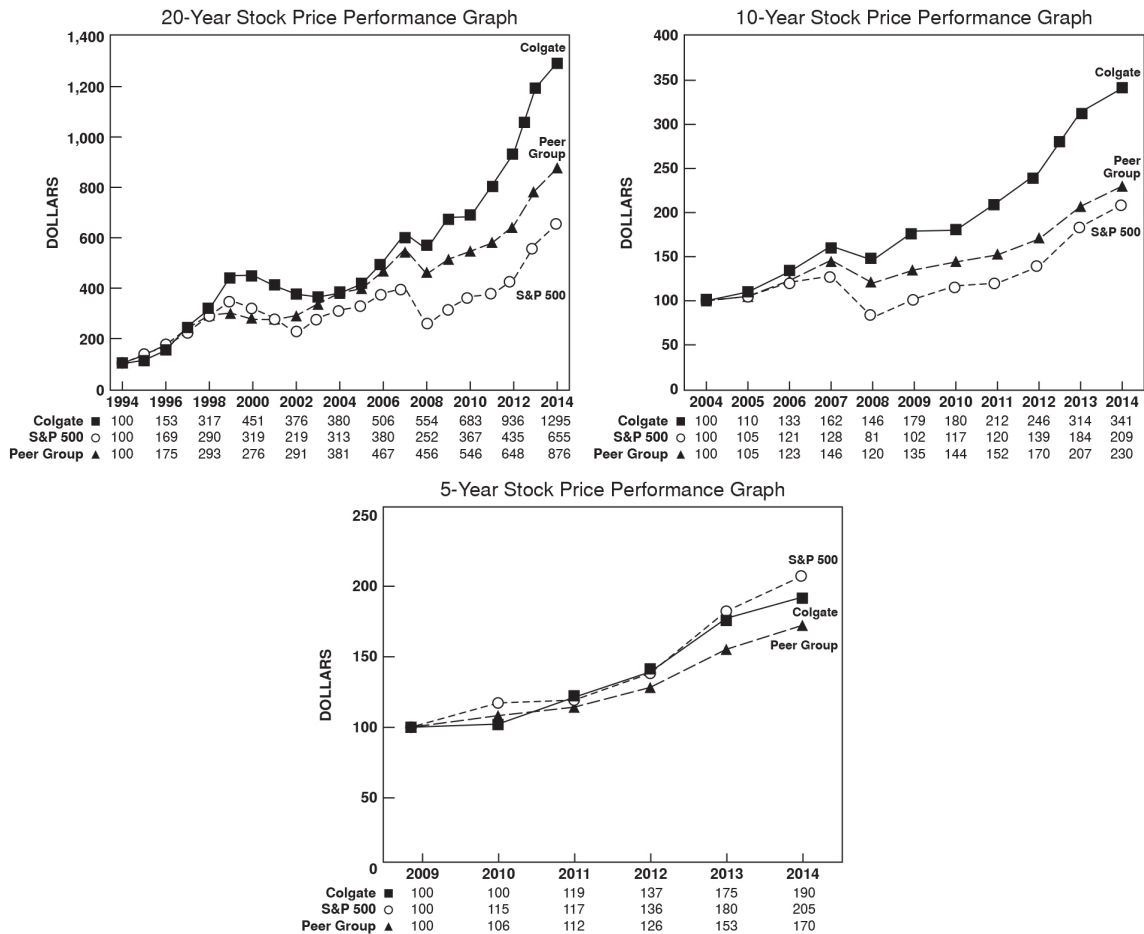 20-Year Stock Price Performance Graph
1,400
1,200
1,000
800
600
400
200
0
DOLLARS
Colgate
Peer
Group
S&P 500
1994 1996 1998 2000 2002 2004 2006 2008 2010 2012 2014
Colgate 100 153 317 451 376 380 506 554 683 936 1295
S&P 500 100 169 290 319 219 313 380 252 367 435 655
Peer Group 100 175 293 276 291 381 467 456 546 648 876
10-Year Stock Price Performance Graph
400
350
300
250
200
150
100
50
0
DOLLARS
Colgate
Peer
Group
S&P 500
2004 2005 2006 2007 2008 2009 2010 2011 2012 2013 2014
Colgate 100 110 133 162 146 179 180 212 246 314 341
S&P 500 100 105 121 128 81 102 117 120 139 184 209
Peer Group 100 105 123 146 120 135 144 152 170 207 230
5-Year Stock Price Performance Graph
250
200
150
100
50
0
DOLLARS
S&P 500
Colgate
Peer Group
2009 2010 2011 2012 2013 2014
Colgate 100 100 119 137 175 190
S&P 500 100 115 117 136 180 205
Peer Group 100 106 112 126 153 170